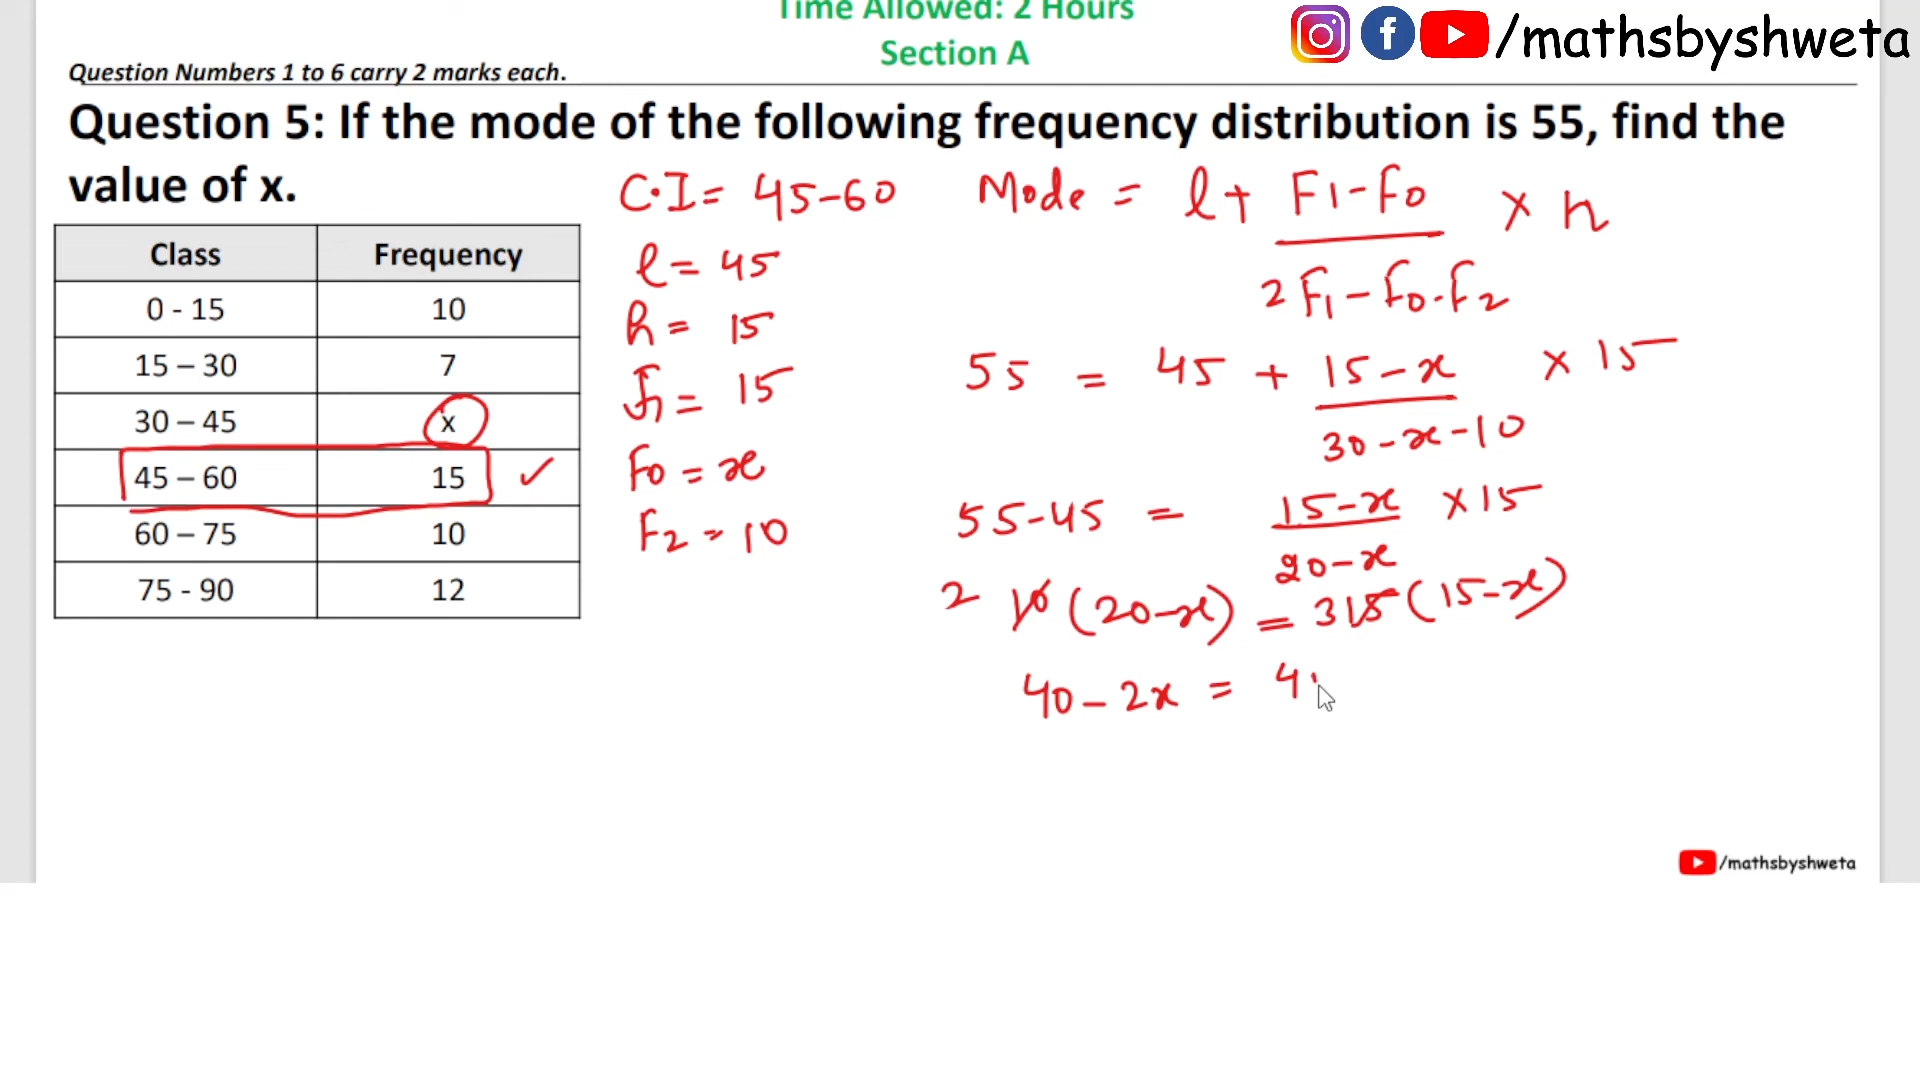 Time Allowed: 2 Hours
/mathsbyshweta
Section A
Question Numbers 1 to 6 carry 2 marks each.
Question 5: If the mode of the following frequency distribution is 55, find the
value of x.
Class Frequency
0 - 15 10
15 – 30 7
30 – 45 x
45 – 60 15 ✓
60 – 75 10
75 - 90 12
C.I = 45-60
l = 45
h = 15
f1 = 15
F0 = x
F2 = 10
Mode = l + F1-F0 × h
2F1-F0-F2
55 = 45 + 15-x × 15
30-x-10
55-45 = 15-x × 15
20-x
2 10 (20-x) = 3 15 (15-x)
40-2x = 4
/mathsbyshweta